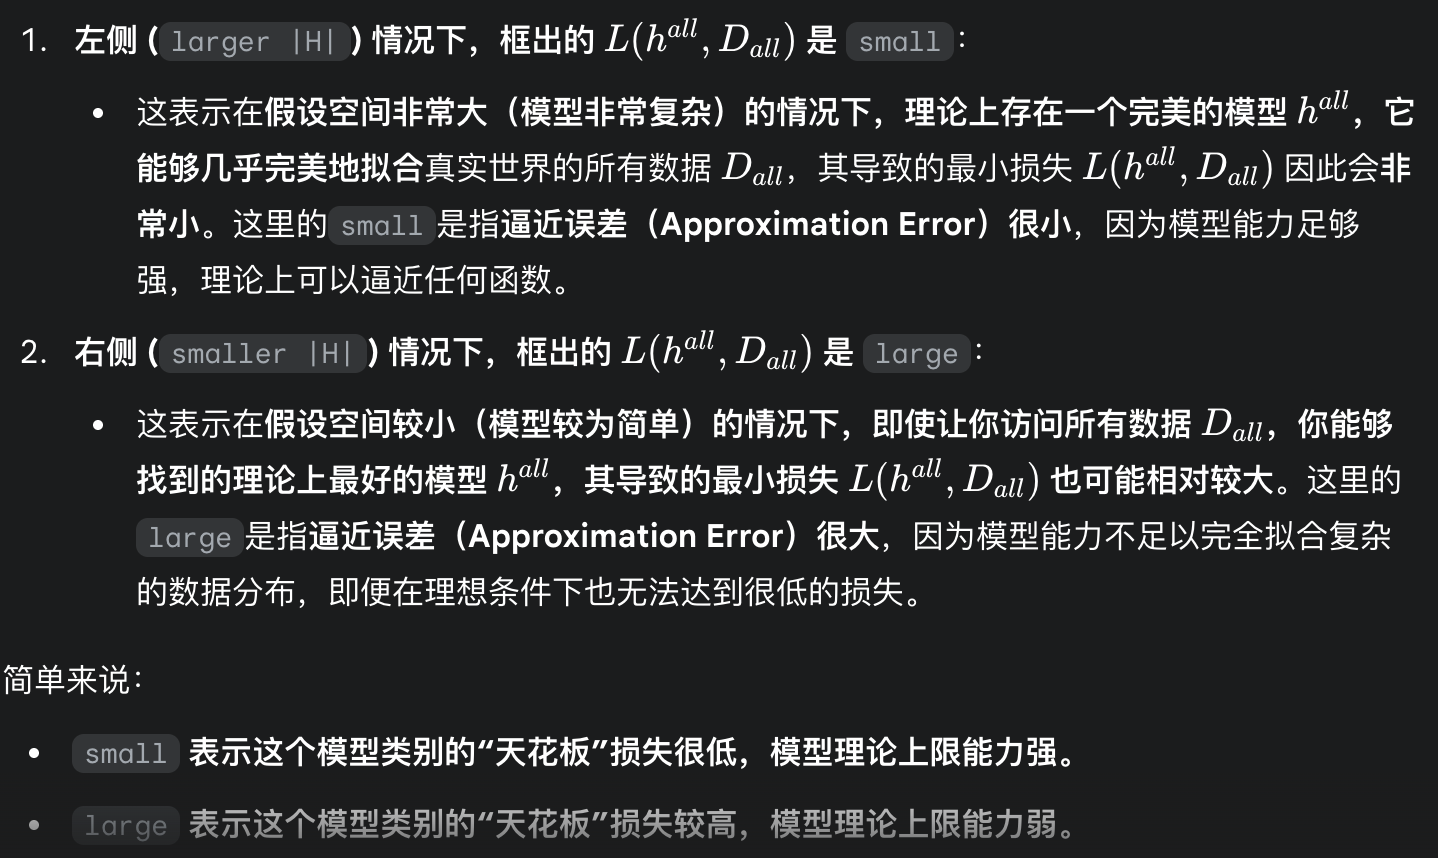 1. 左侧 (larger |H|) 情况下，框出的 L(h^{all}, D_{all}) 是 small：
• 这表示在假设空间非常大（模型非常复杂）的情况下，理论上存在一个完美的模型 h^{all}，它
能够几乎完美地拟合真实世界的所有数据 D_{all}，其导致的最小损失 L(h^{all}, D_{all}) 因此会非
常小。这里的 small 是指逼近误差（Approximation Error）很小，因为模型能力足够
强，理论上可以逼近任何函数。
2. 右侧 (smaller |H|) 情况下，框出的 L(h^{all}, D_{all}) 是 large：
• 这表示在假设空间较小（模型较为简单）的情况下，即使让你访问所有数据 D_{all}，你能够
找到的理论上最好的模型 h^{all}，其导致的最小损失 L(h^{all}, D_{all}) 也可能相对较大。这里的
large 是指逼近误差（Approximation Error）很大，因为模型能力不足以完全拟合复杂
的数据分布，即便在理想条件下也无法达到很低的损失。
简单来说：
• small 表示这个模型类别的“天花板”损失很低，模型理论上限能力强。
• large 表示这个模型类别的“天花板”损失较高，模型理论上限能力弱。